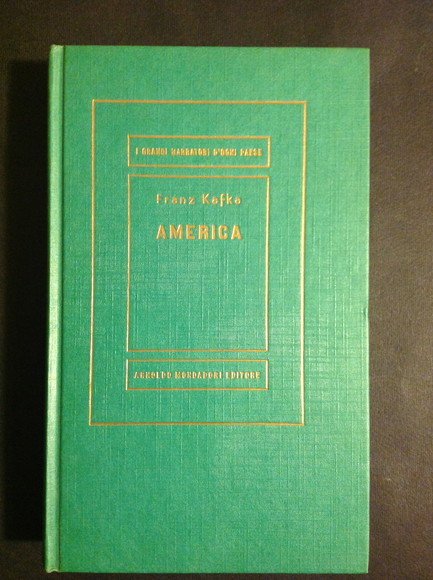 I GRANDI NARRATORI D'OGNI PAESE
Franz Kafka
AMERICA
ARNOLDO MONDADORI EDITORE